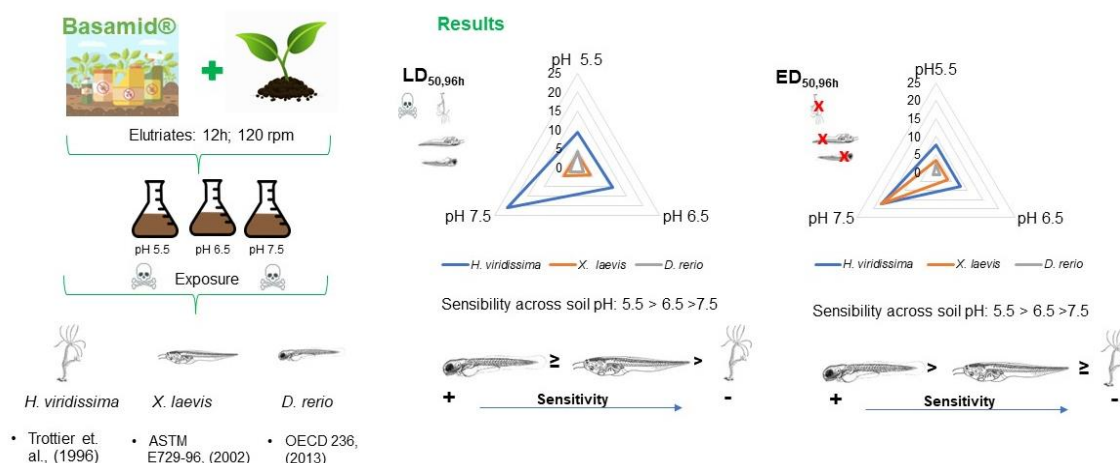 Basamid®
Elutriates: 12h; 120 rpm
pH 5.5
pH 6.5
pH 7.5
Exposure
H. viridissima
X. laevis
D. rerio
• Trottier et.
al., (1996)
• ASTM
E729-96, (2002)
• OECD 236,
(2013)
Results
LD50,96h
pH 5.5
25
20
15
10
5
0
pH 7.5
pH 6.5
H. viridissima
X. laevis
D. rerio
Sensibility across soil pH: 5.5 > 6.5 >7.5
≥
>
+
Sensitivity
-
ED50,96h
X
X
X
pH5.5
25
20
15
10
5
0
pH 7.5
pH 6.5
H. viridissima
X. laevis
D. rerio
Sensibility across soil pH: 5.5 > 6.5 >7.5
>
≥
+
Sensitivity
-